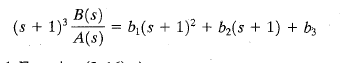 (s + 1)³ B(s)/A(s) = b₁(s + 1)² + b₂(s + 1) + b₃